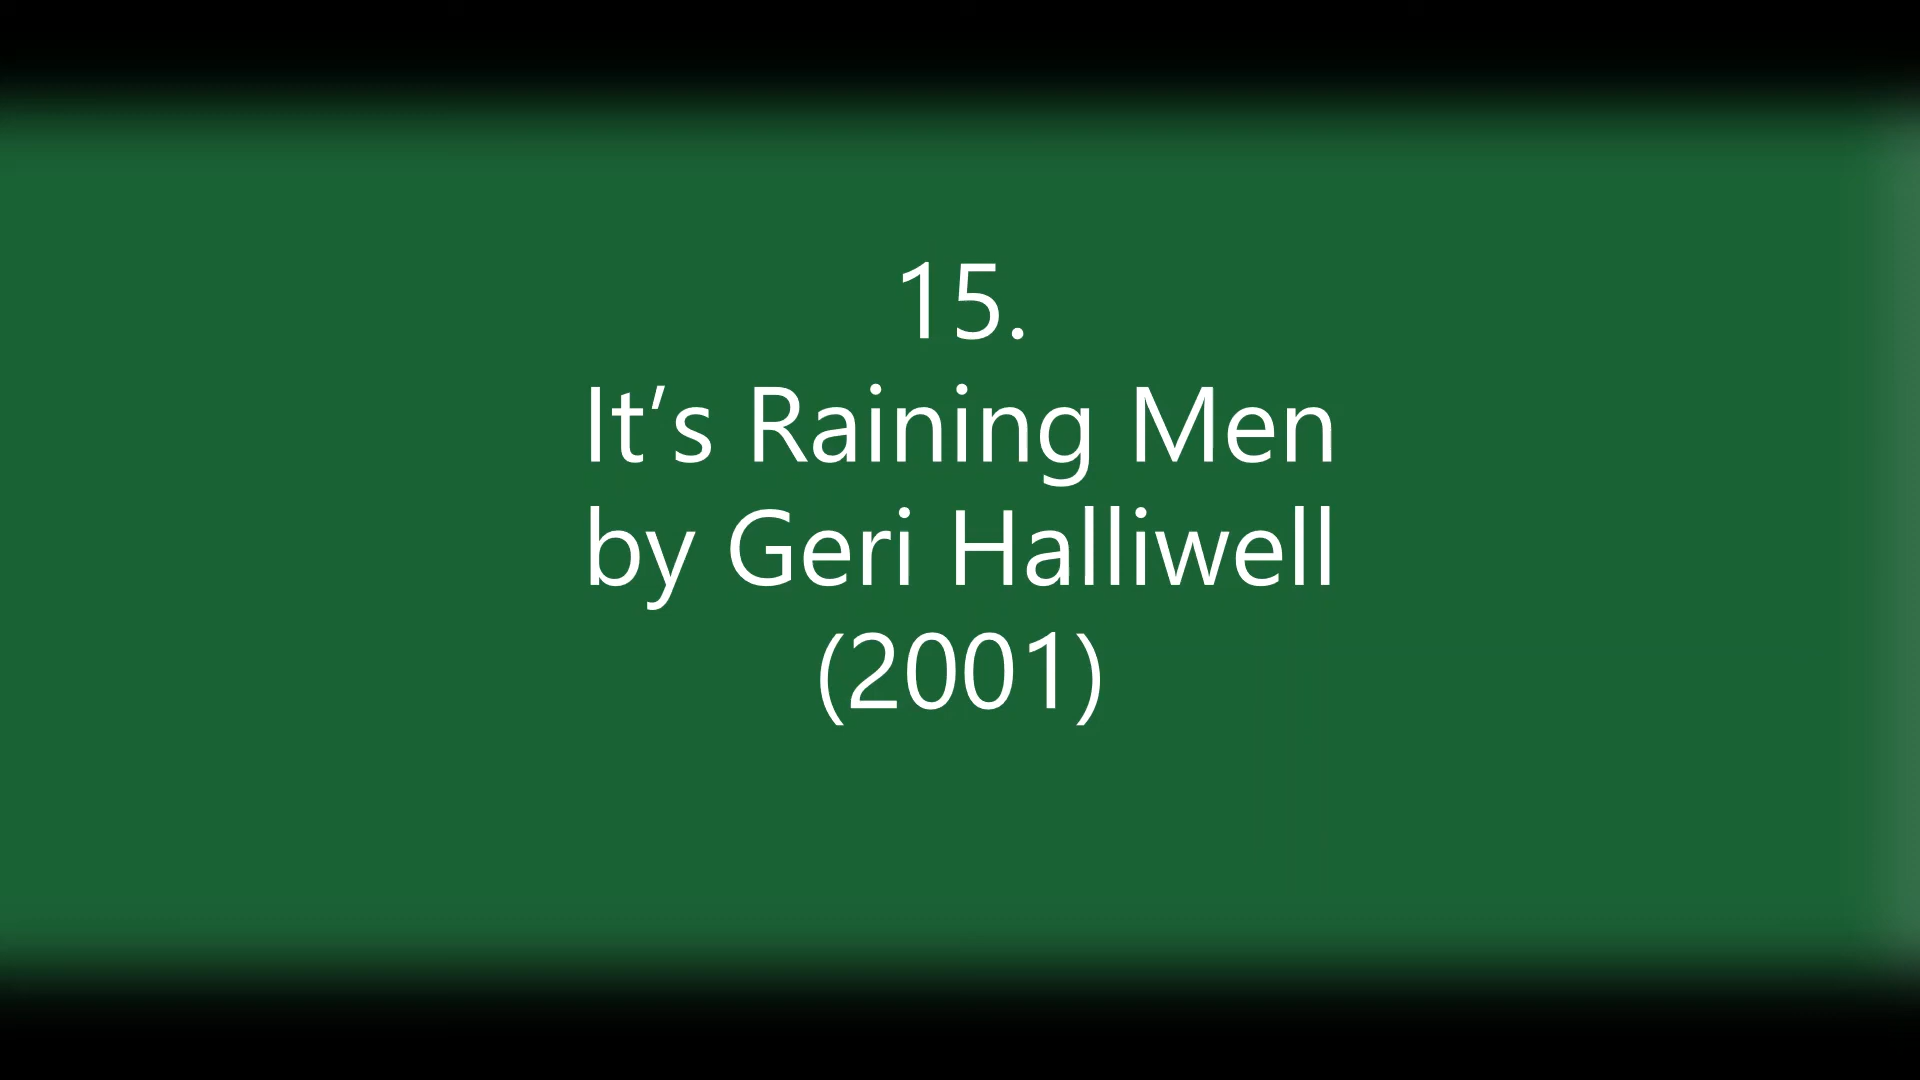 15.
It’s Raining Men
by Geri Halliwell
(2001)